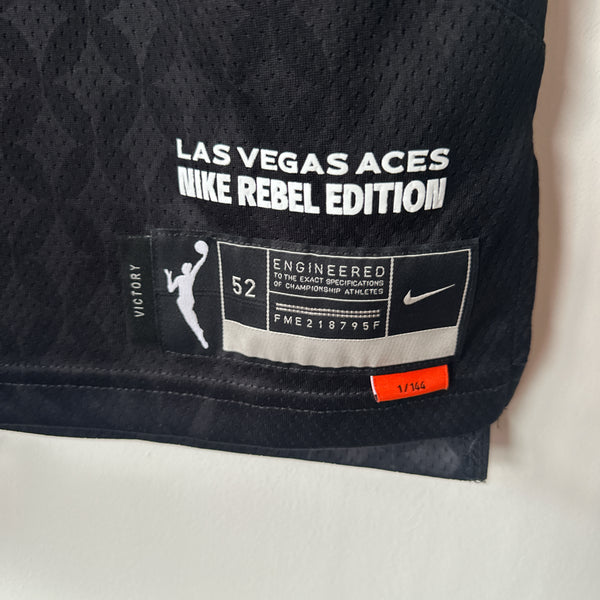 LAS VEGAS ACES
NIKE REBEL EDITION
VICTORY
52
ENGINEERED
TO THE EXACT SPECIFICATIONS
OF CHAMPIONSHIP ATHLETES
FME218795F
1/144